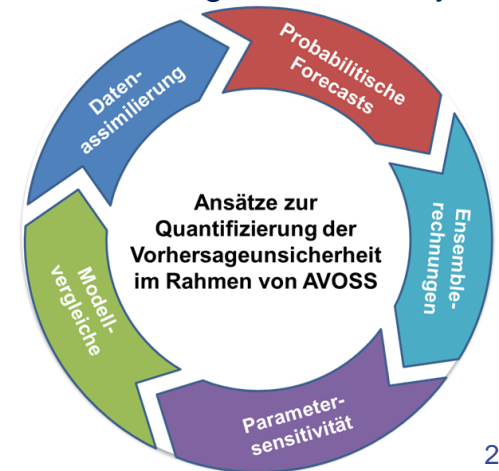 Probabilitische
Forecasts
Ensemble-
rechnungen
Parameter-
sensitivität
Modell-
vergleiche
Daten-
assimilierung
Ansätze zur
Quantifizierung der
Vorhersageunsicherheit
im Rahmen von AVOSS
2